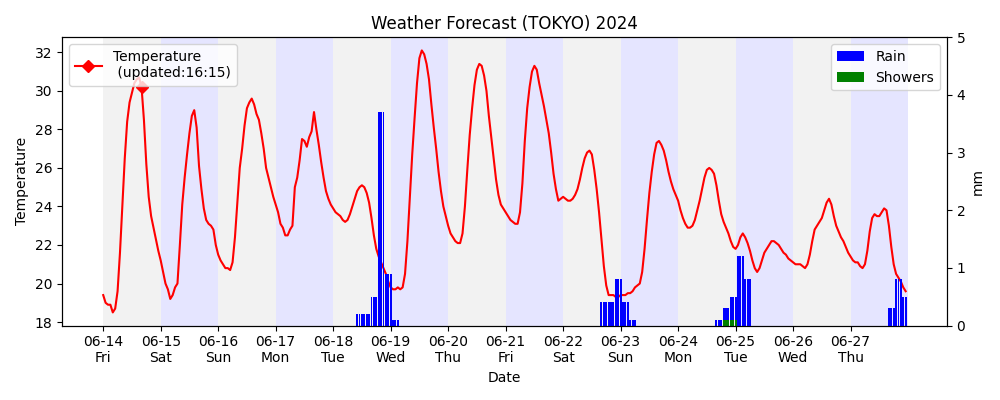 Weather Forecast (TOKYO) 2024
Temperature
(updated:16:15)
Rain
Showers
32
30
28
26
24
22
20
18
Temperature
5
4
3
2
1
0
mm
06-14 06-15 06-16 06-17 06-18 06-19 06-20 06-21 06-22 06-23 06-24 06-25 06-26 06-27
Fri Sat Sun Mon Tue Wed Thu Fri Sat Sun Mon Tue Wed Thu
Date